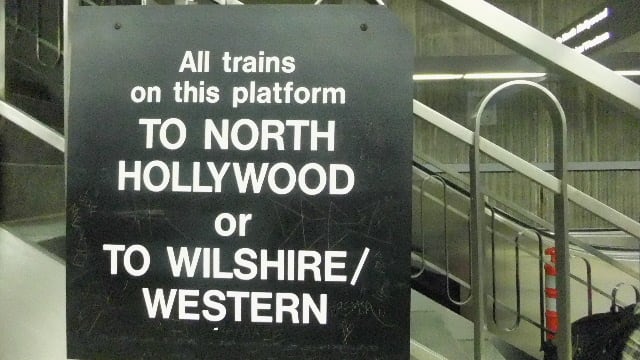 All trains
on this platform
TO NORTH
HOLLYWOOD
or
TO WILSHIRE/
WESTERN